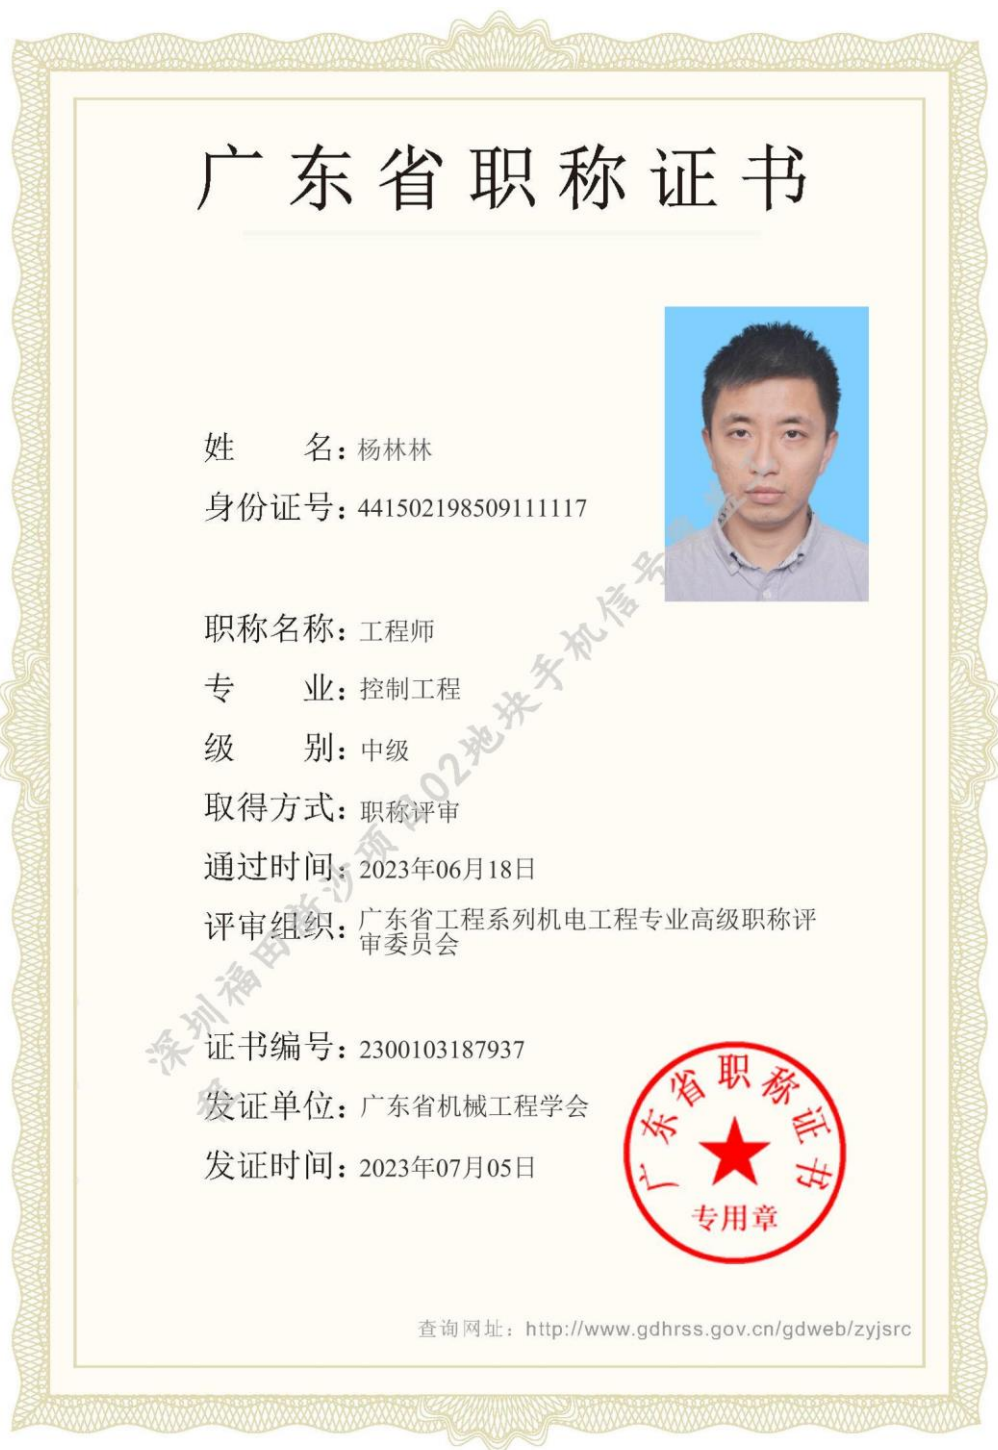 广东省职称证书
姓 名：杨林林
身份证号：441502198509111117
职称名称：工程师
专 业：控制工程
级 别：中级
取得方式：职称评审
通过时间：2023年06月18日
评审组织：广东省工程系列机电工程专业高级职称评
审委员会
证书编号：2300103187937
发证单位：广东省机械工程学会
发证时间：2023年07月05日
广东省职称证书
专用章
查询网址：http://www.gdhrss.gov.cn/gdweb/zyjsrc
深圳福田新沙项目02地块手机信号